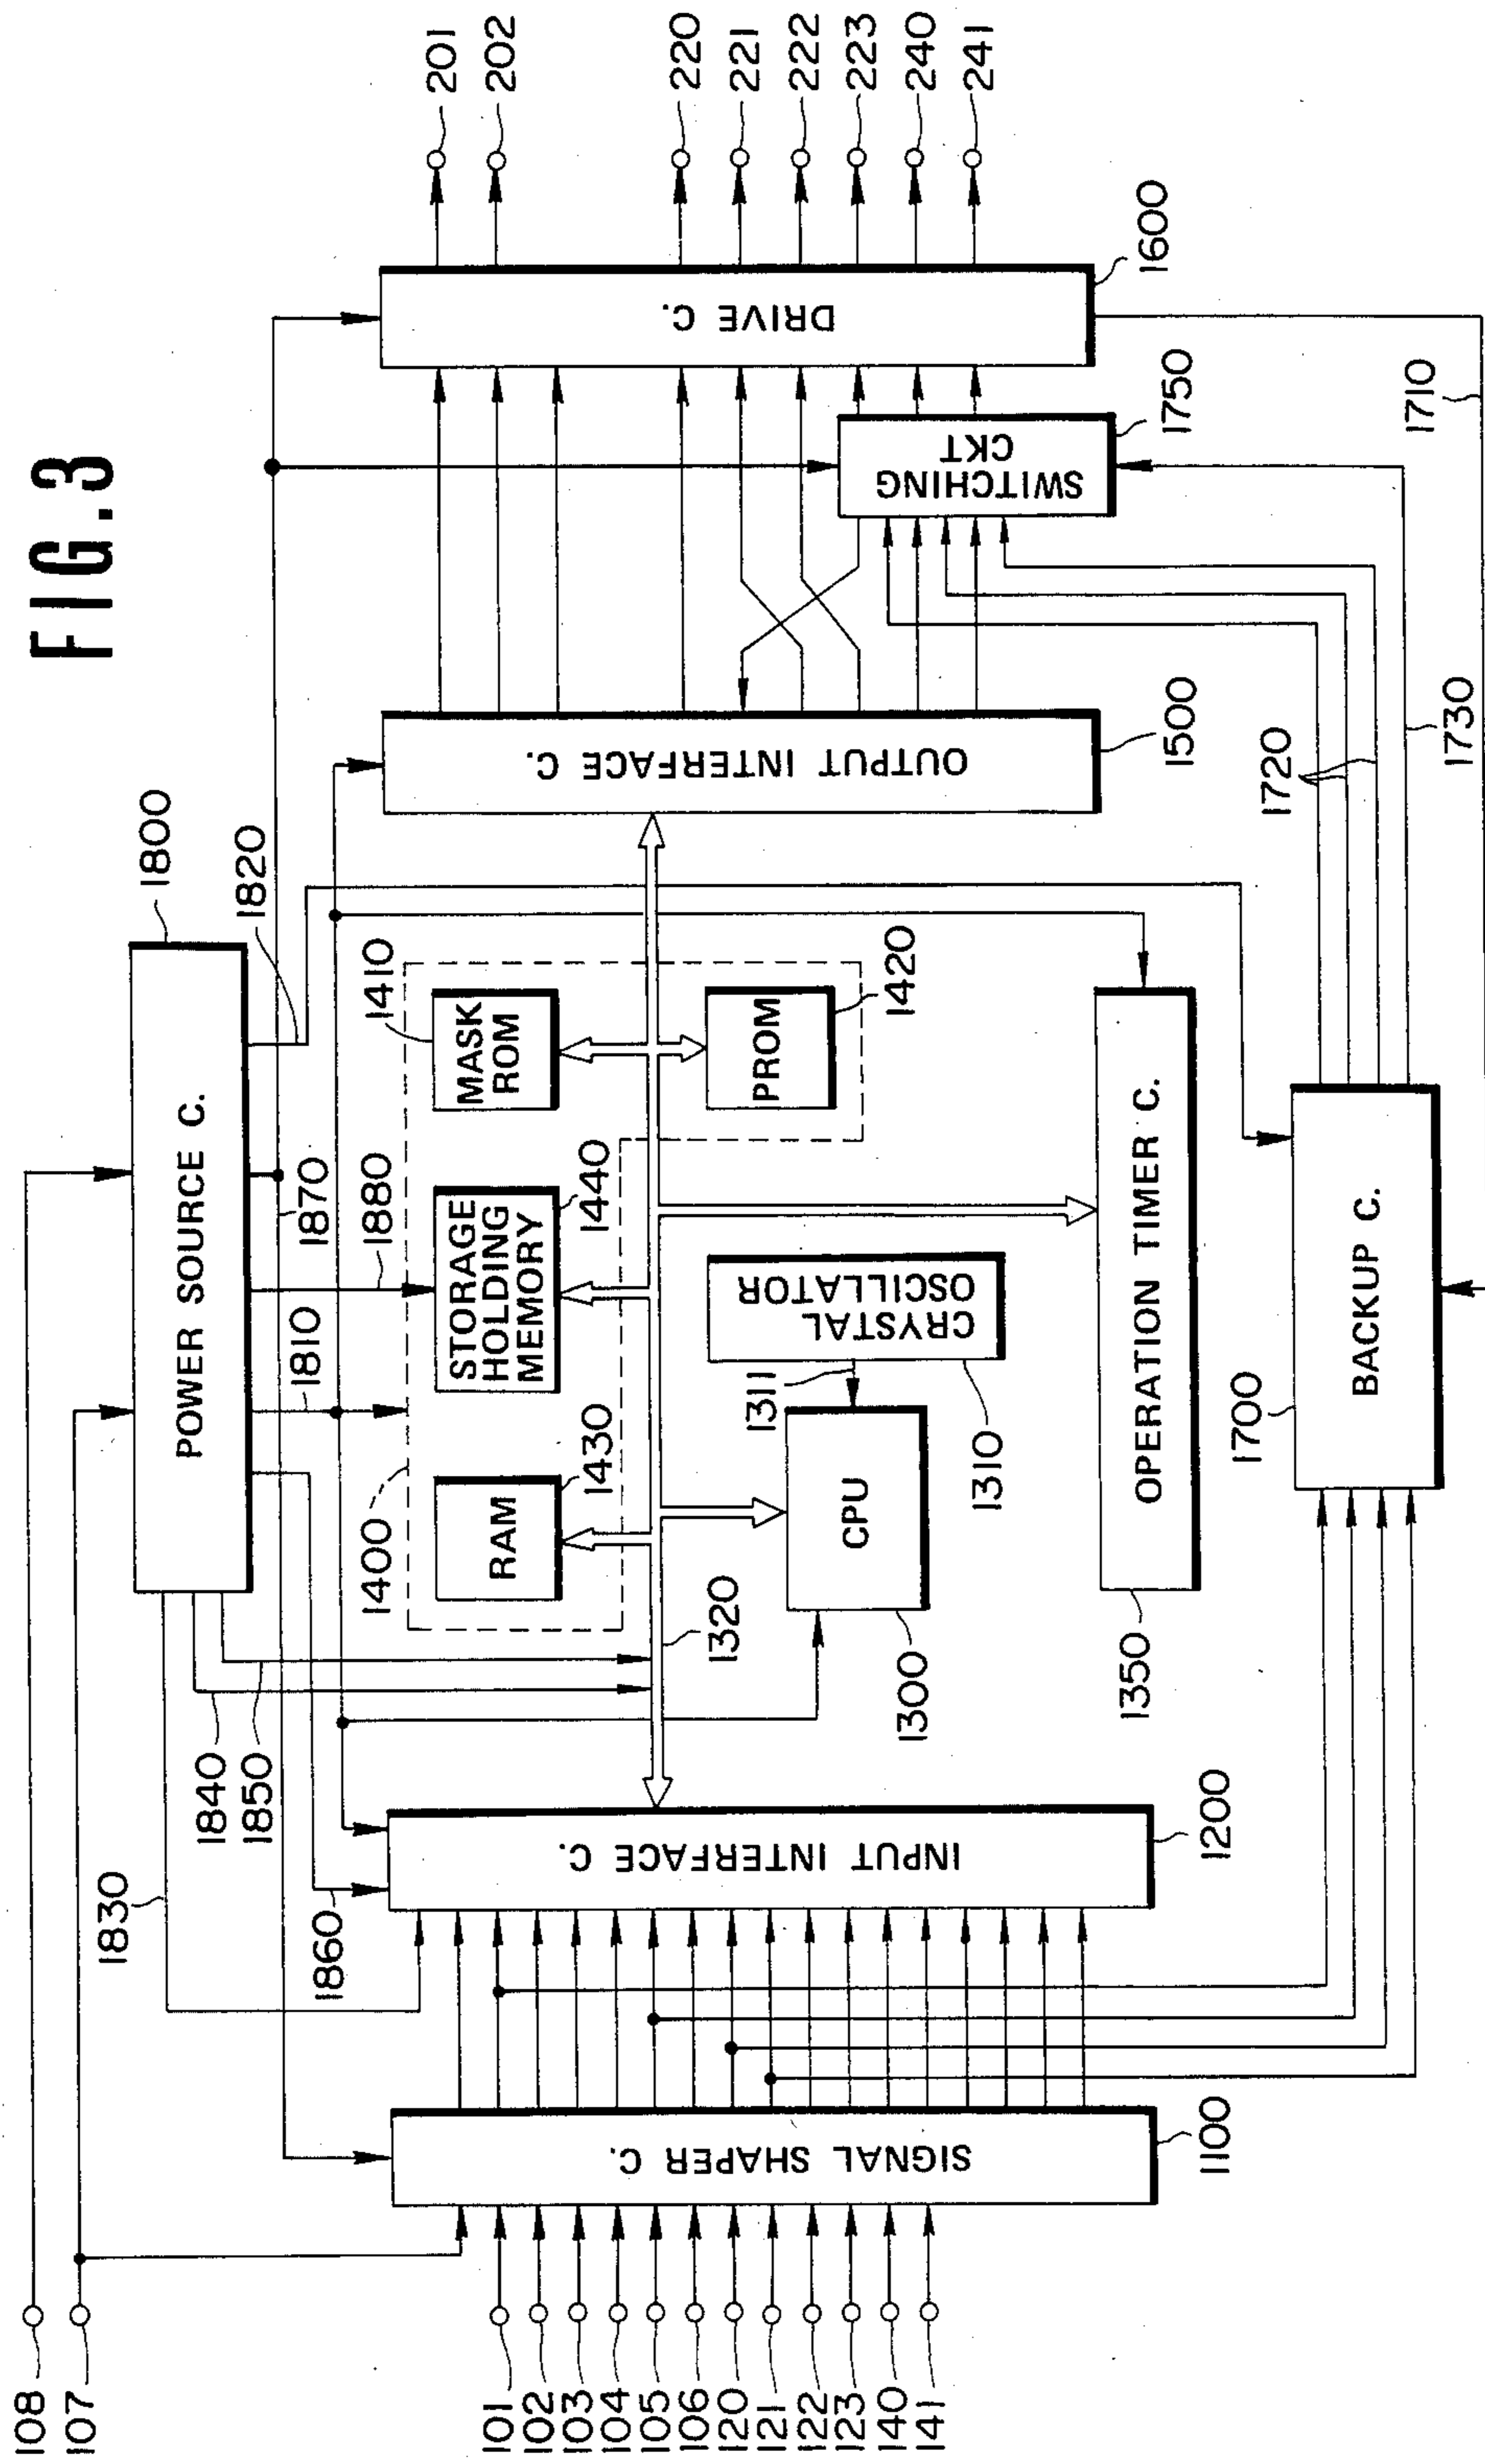 FIG.3
108
107
101
102
103
104
105
106
120
121
122
123
140
141
SIGNAL SHAPER C.
1100
1830
1840
1850
1860
INPUT INTERFACE C.
1200
POWER SOURCE C.
1800
1810
1880
1870
1820
1400
RAM
1430
STORAGE
HOLDING
MEMORY
1440
MASK
ROM
1410
PROM
1420
1320
CPU
1300
1311
CRYSTAL
OSCILLATOR
1310
OPERATION TIMER C.
1350
BACKUP C.
1700
OUTPUT INTERFACE C.
1500
1720
1730
1710
SWITCHING
CKT
1750
DRIVE C.
1600
201
202
220
221
222
223
240
241